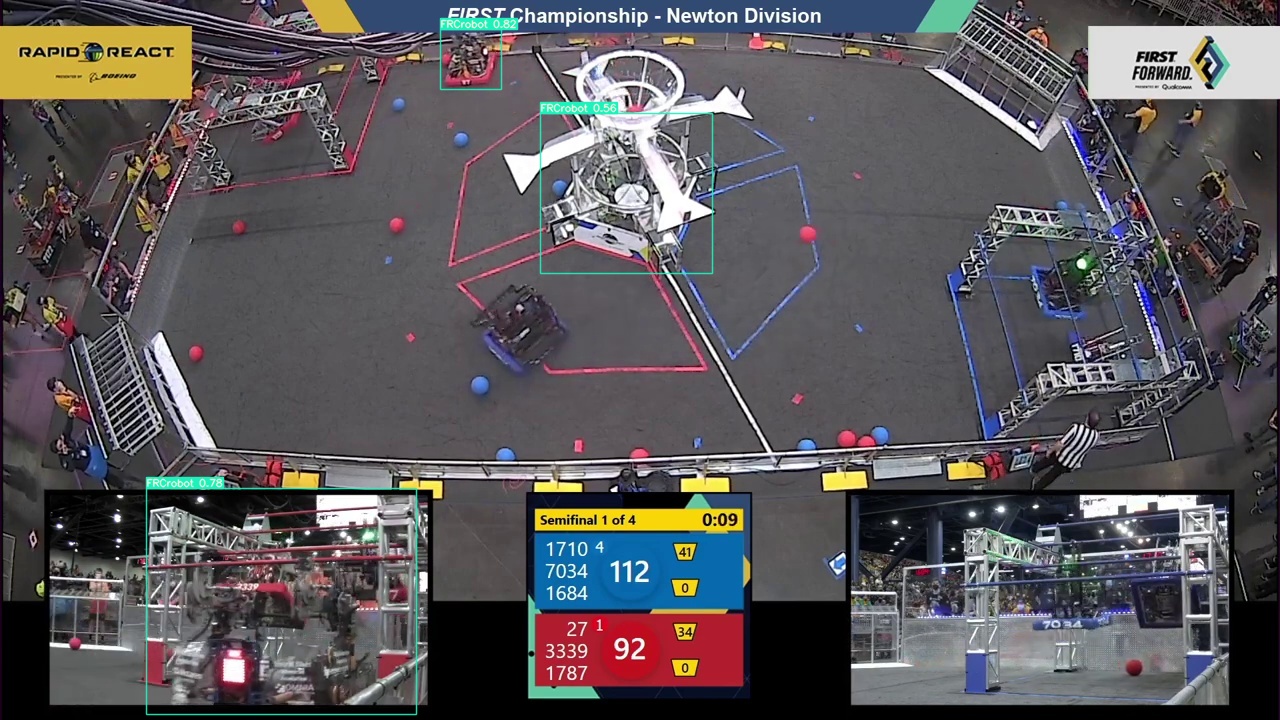 FIRST Championship - Newton Division
FRCrobot 0.82
RAPID REACT
PRESENTED BY BOEING
FIRST
FORWARD
PRESENTED BY Qualcomm
FRCrobot 0.56
FRCrobot 0.78
3339
Semifinal 1 of 4 0:09
1710 4
7034 112 41
1684 0
27 1
3339 92 34
1787 0
7034